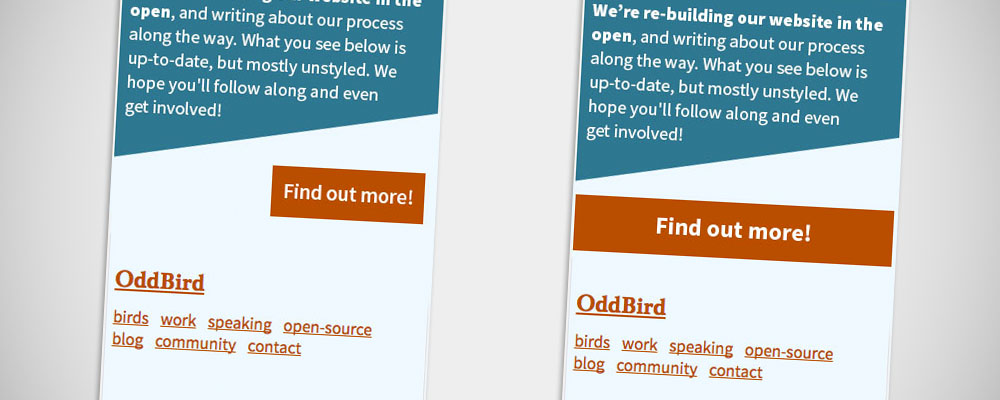 our website in the
open, and writing about our process
along the way. What you see below is
up-to-date, but mostly unstyled. We
hope you'll follow along and even
get involved!
Find out more!
OddBird
birds work speaking open-source
blog community contact
We're re-building our website in the
open, and writing about our process
along the way. What you see below is
up-to-date, but mostly unstyled. We
hope you'll follow along and even
get involved!
Find out more!
OddBird
birds work speaking open-source
blog community contact